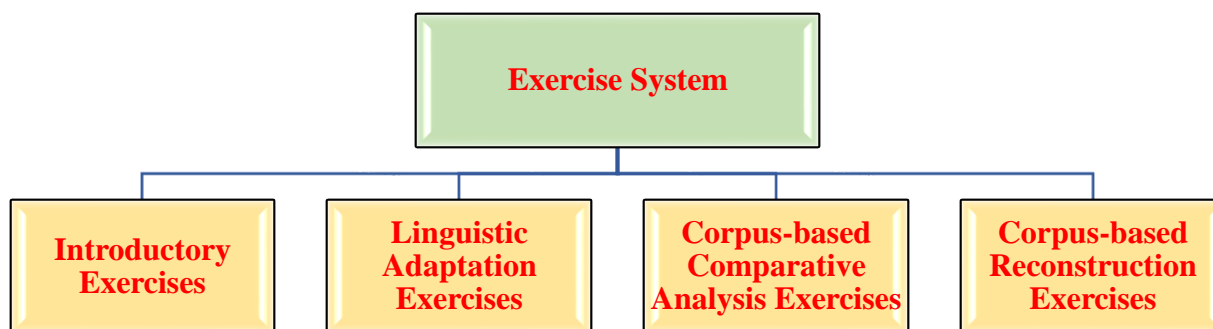 Exercise System
Introductory
Exercises
Linguistic
Adaptation
Exercises
Corpus-based
Comparative
Analysis Exercises
Corpus-based
Reconstruction
Exercises